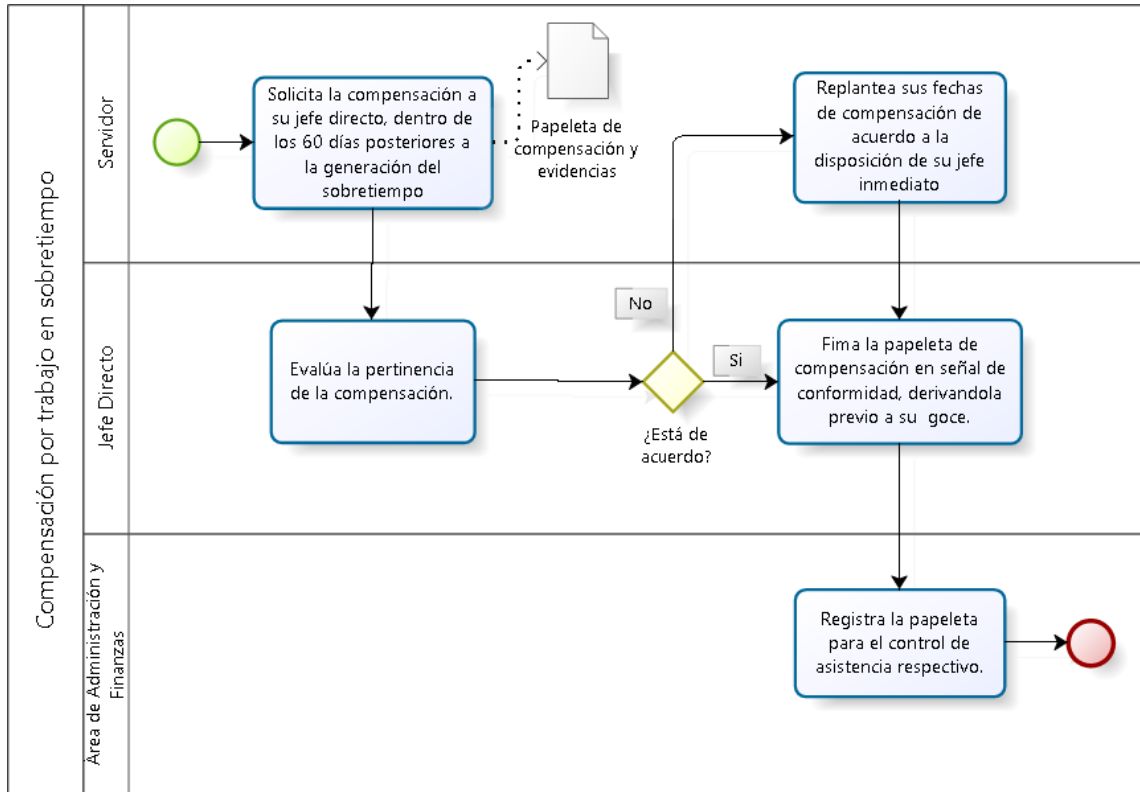 Compensación por trabajo en sobretiempo
Servidor
Solicita la compensación a
su jefe directo, dentro de
los 60 días posteriores a
la generación del
sobretiempo
Papeleta de
compensación y
evidencias
Replantea sus fechas
de compensación de
acuerdo a la
disposición de su jefe
inmediato
Jefe Directo
Evalúa la pertinencia
de la compensación.
No
Si
¿Está de
acuerdo?
Fima la papeleta de
compensación en señal de
conformidad, derivandola
previo a su goce.
Área de Administración y
Finanzas
Registra la papeleta
para el control de
asistencia respectivo.